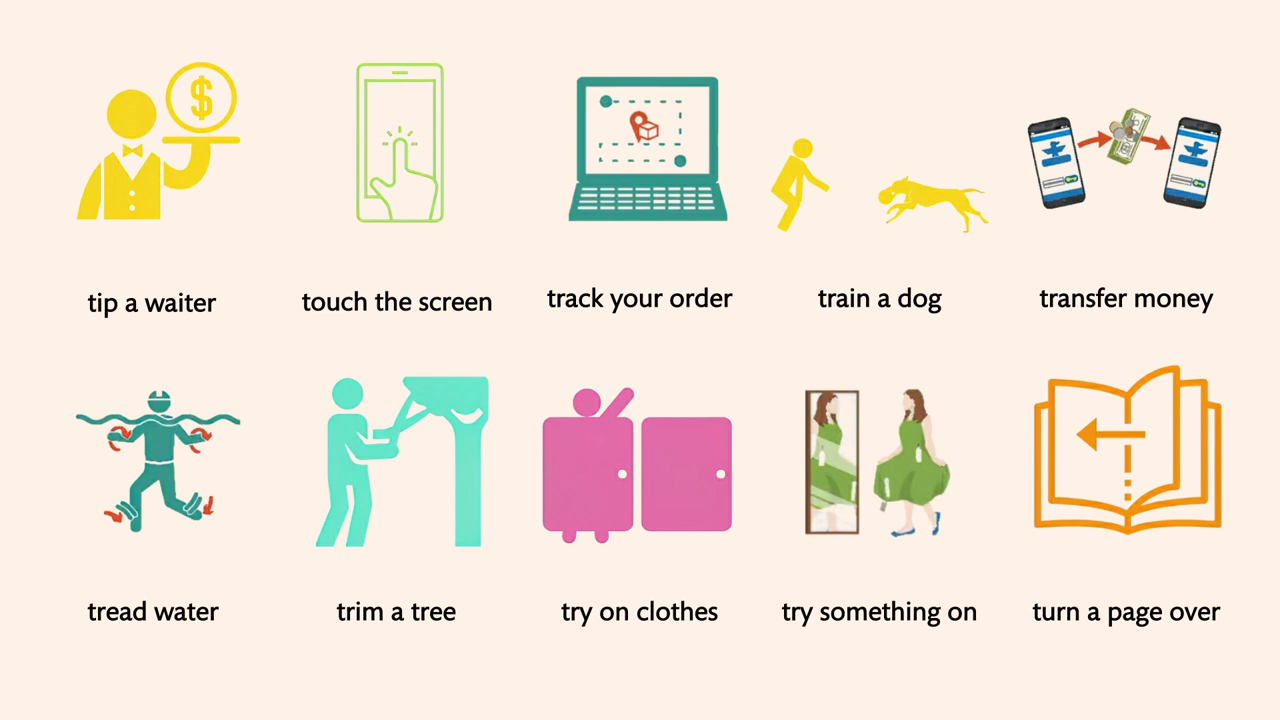 $
tip a waiter
touch the screen
track your order
train a dog
transfer money
tread water
trim a tree
try on clothes
try something on
turn a page over